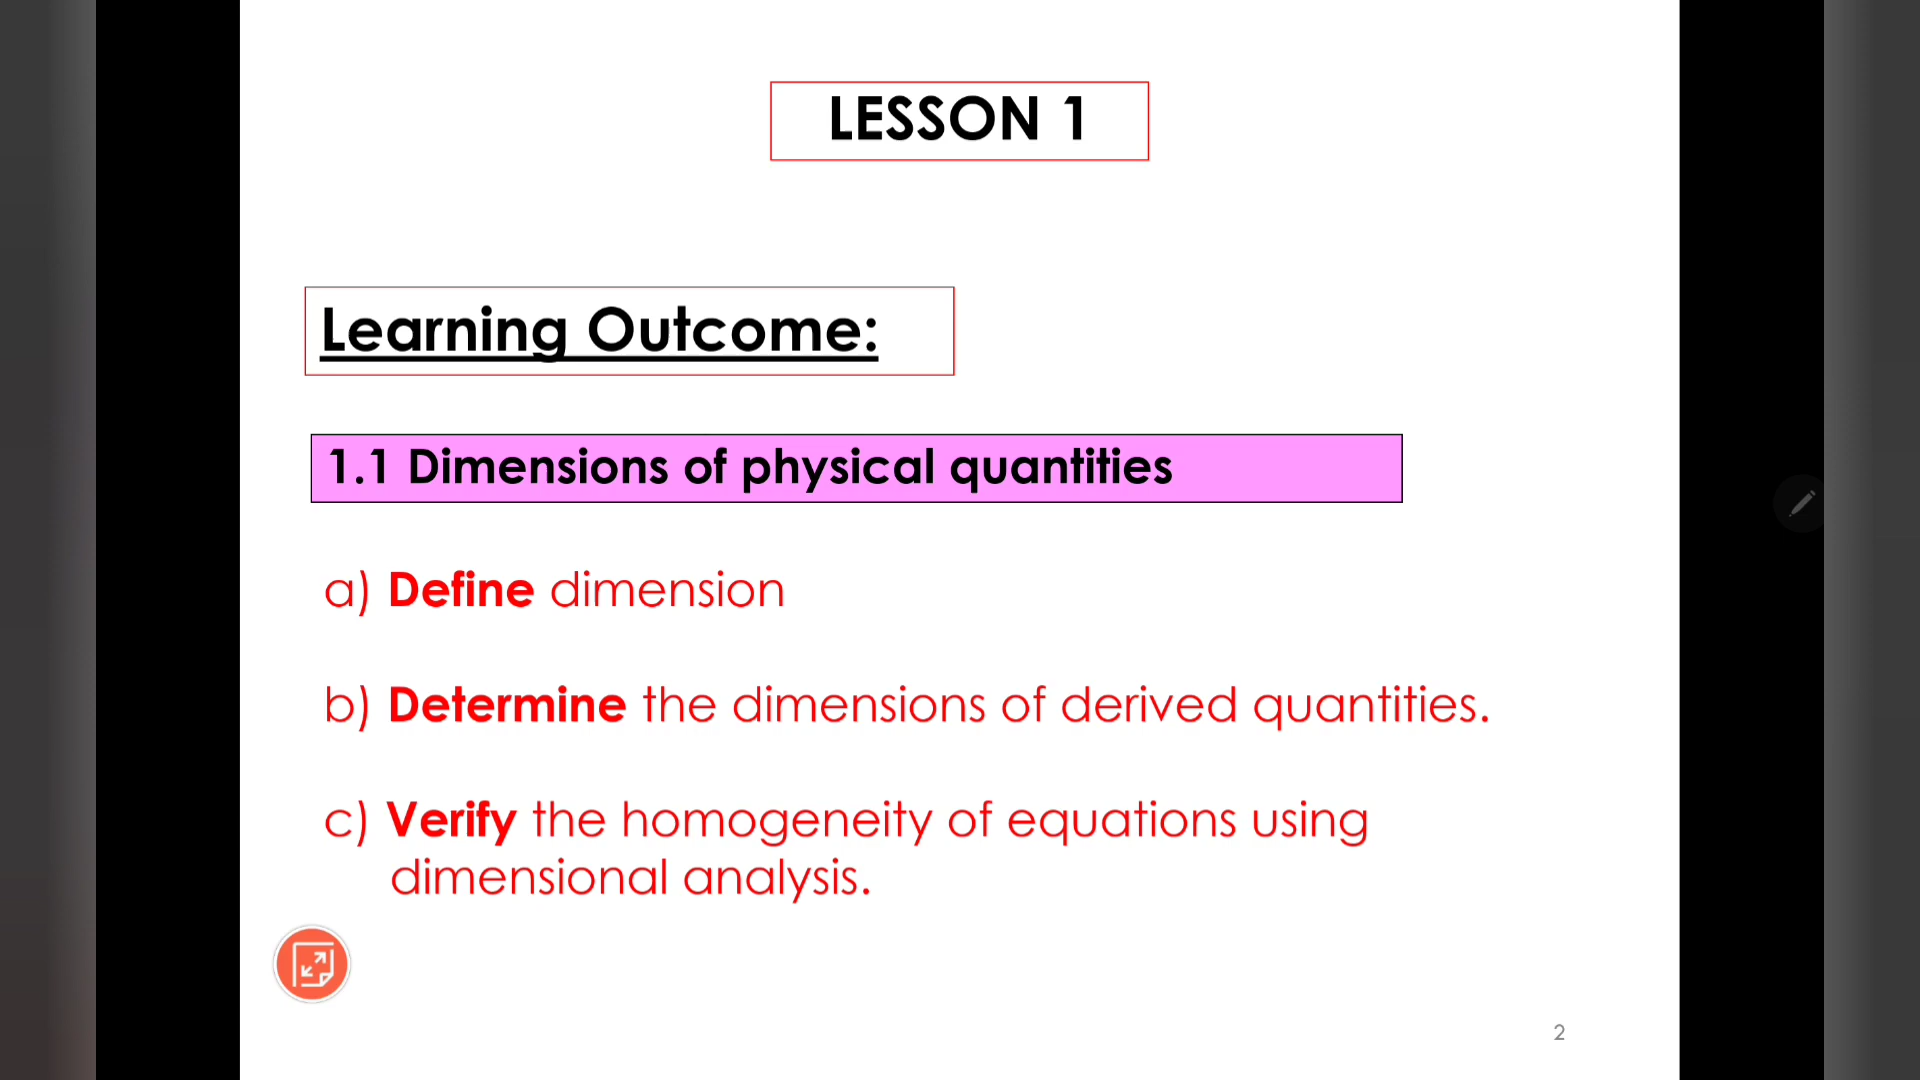 LESSON 1
Learning Outcome:
1.1 Dimensions of physical quantities
a) Define dimension
b) Determine the dimensions of derived quantities.
c) Verify the homogeneity of equations using
dimensional analysis.
2